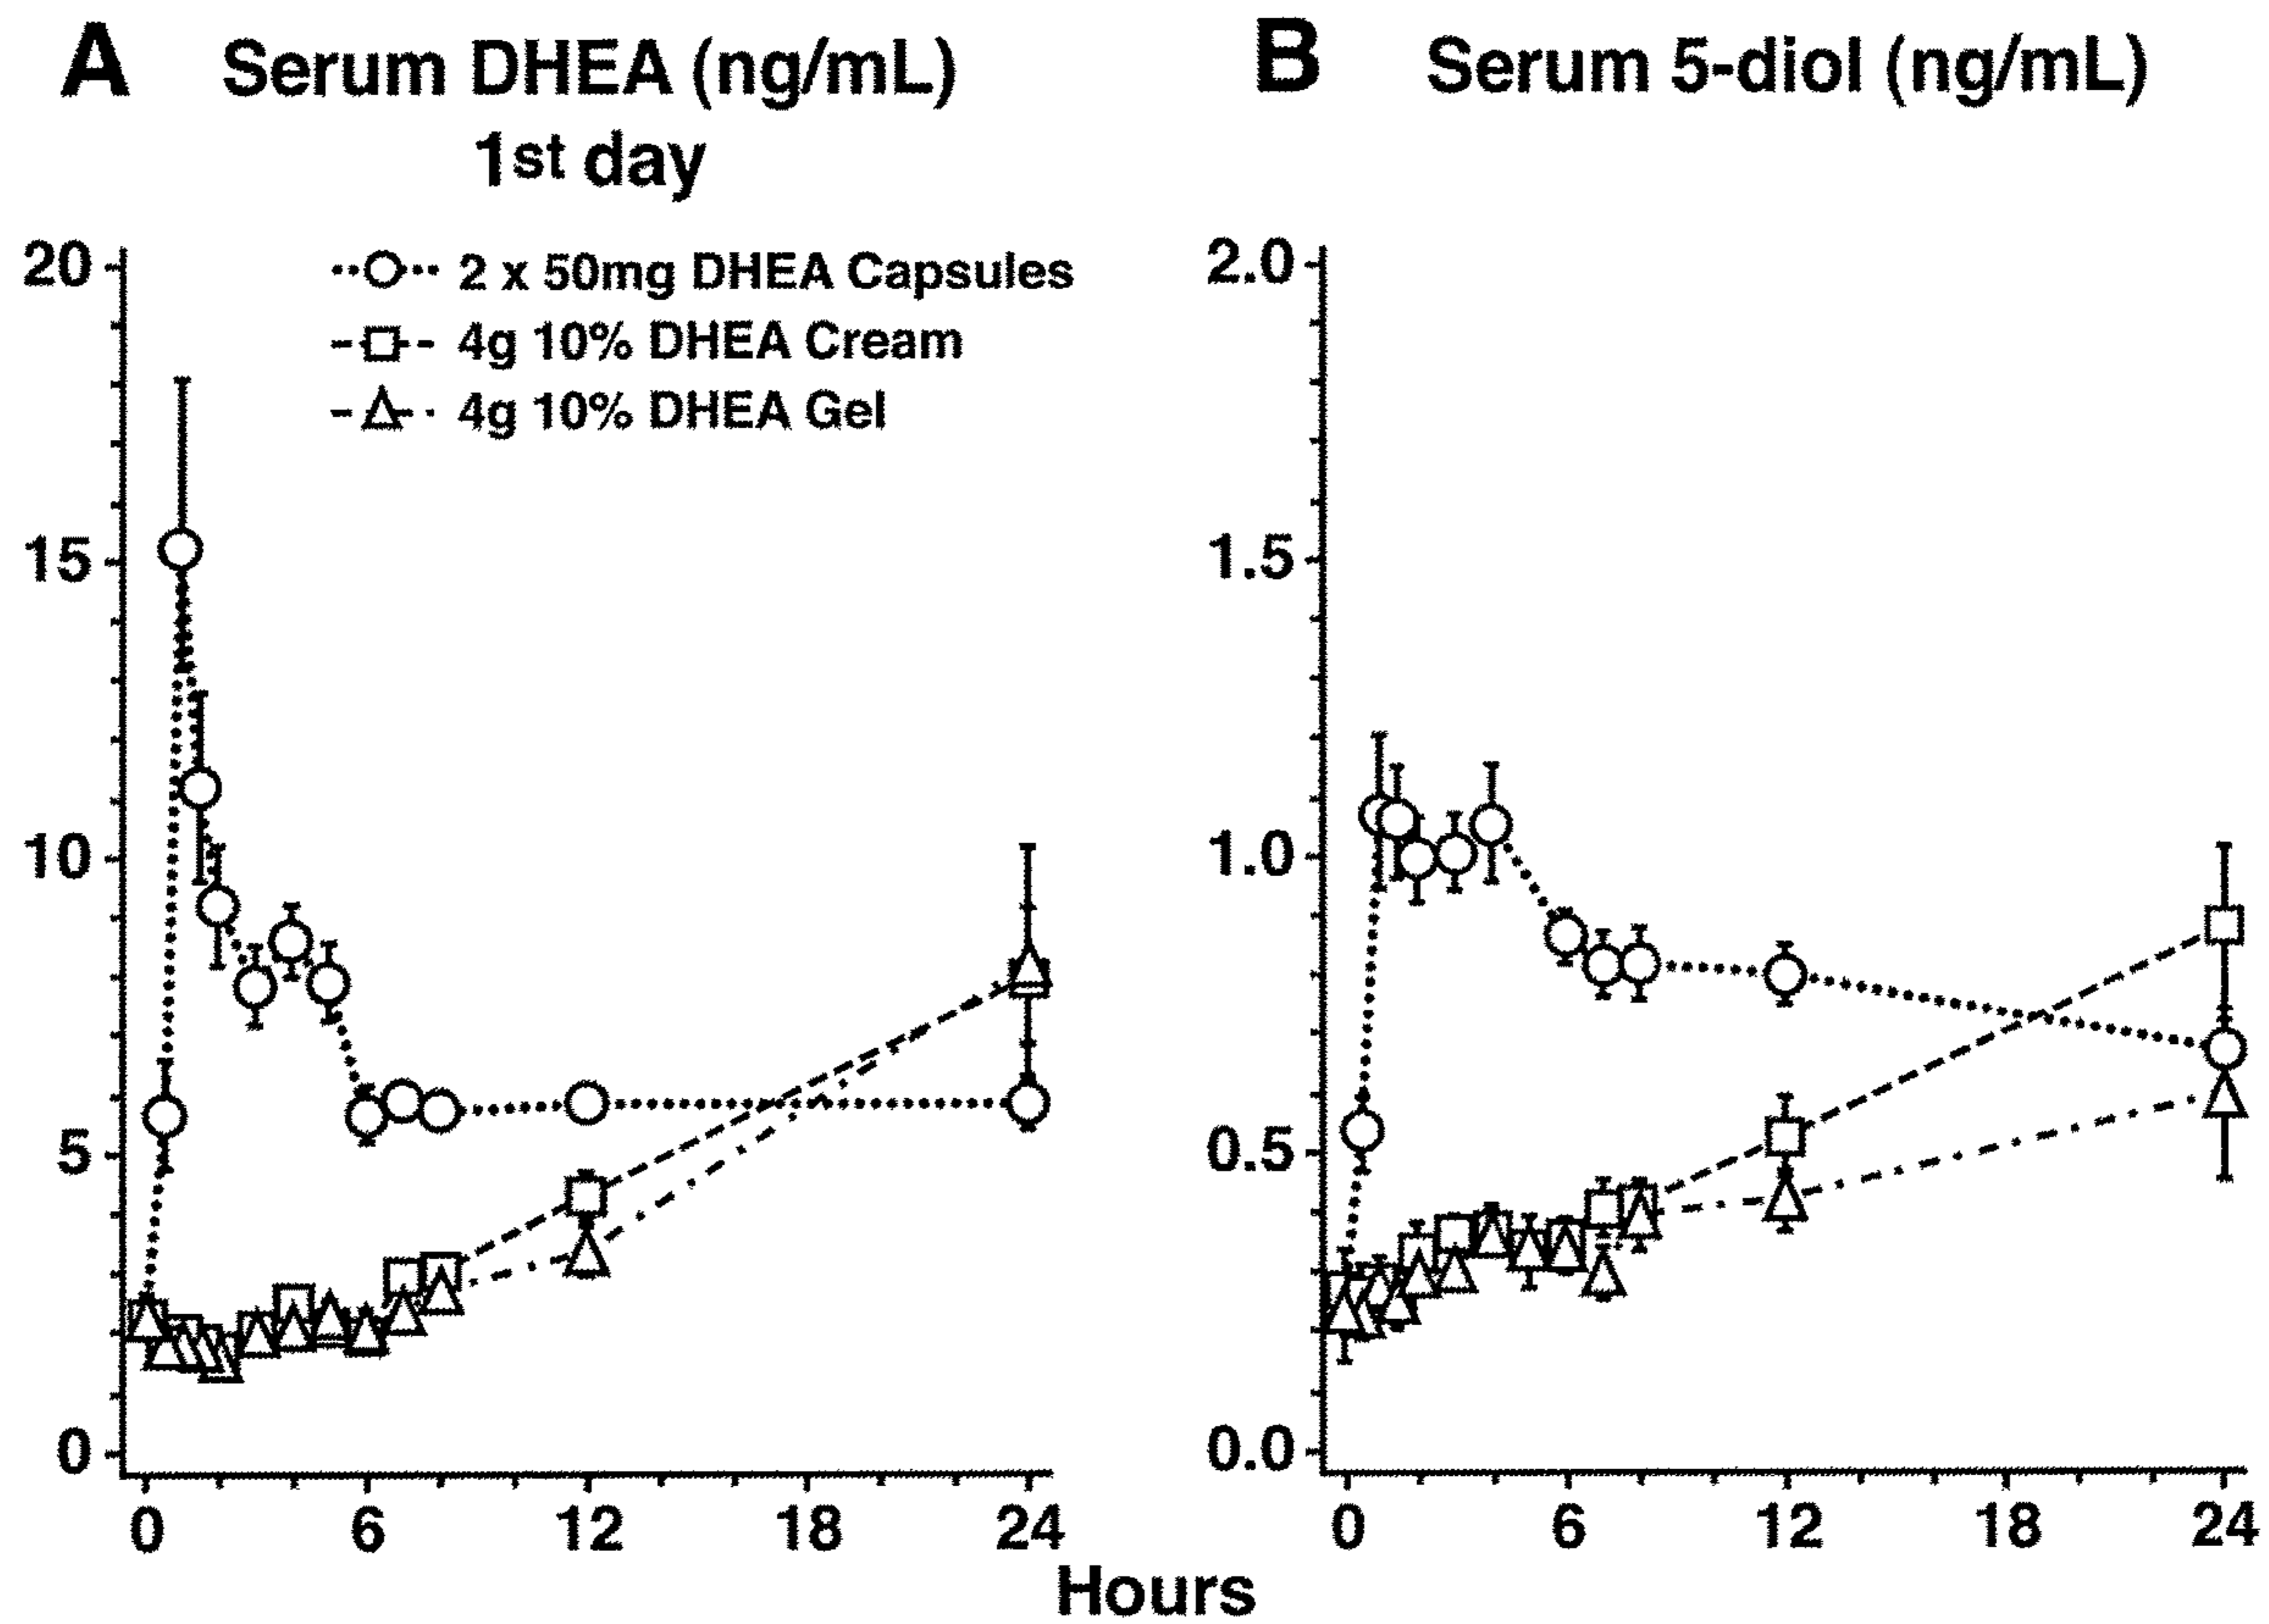 A Serum DHEA (ng/mL)
1st day
20
15
10
5
0
2 x 50mg DHEA Capsules
4g 10% DHEA Cream
4g 10% DHEA Gel
0 6 12 18 24
B Serum 5-diol (ng/mL)
2.0
1.5
1.0
0.5
0.0
0 6 12 18 24
Hours